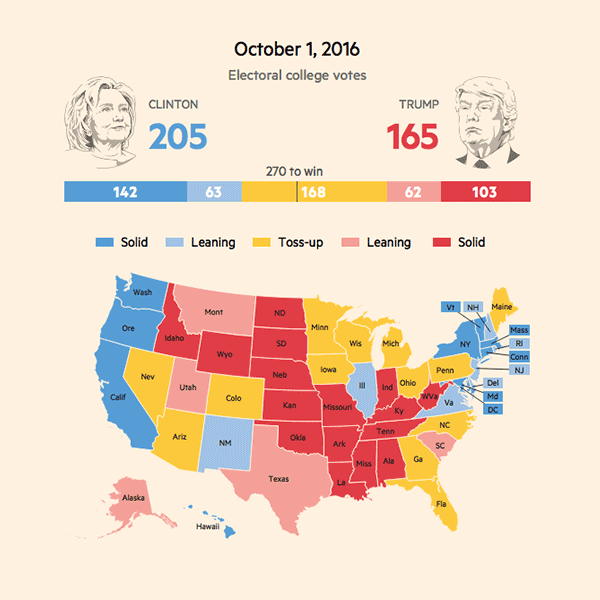 October 1, 2016
Electoral college votes
CLINTON
205
TRUMP
165
270 to win
142
63
168
62
103
Solid
Leaning
Toss-up
Leaning
Solid
Wash
Ore
Calif
Nev
Idaho
Mont
Wyo
Utah
Ariz
Colo
NM
ND
SD
Neb
Kan
Okla
Texas
Minn
Iowa
Missouri
Ark
La
Wis
Ill
Mich
Ind
Ohio
Ky
Tenn
Miss
Ala
Ga
Fla
SC
NC
Va
WVa
Penn
NY
Vt
NH
Maine
Mass
RI
Conn
NJ
Del
Md
DC
Alaska
Hawaii